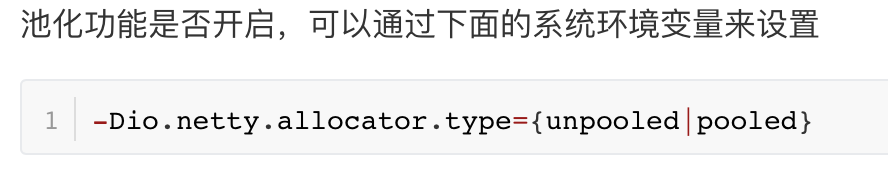 池化功能是否开启，可以通过下面的系统环境变量来设置
1 -Dio.netty.allocator.type={unpooled|pooled}